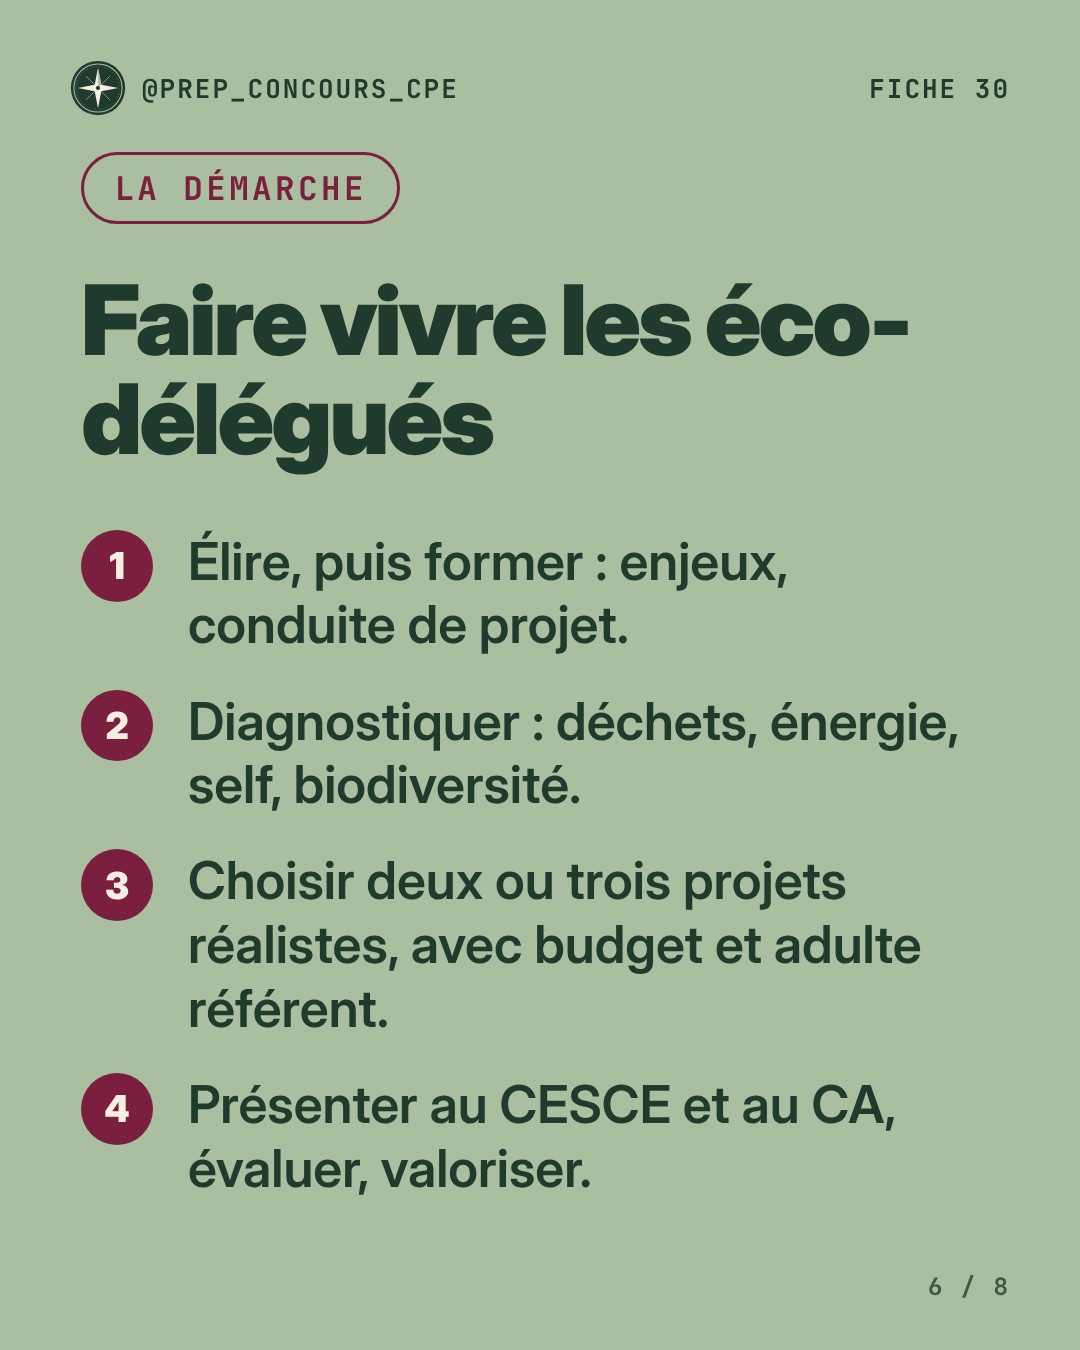 @PREP_CONCOURS_CPE
FICHE 30
LA DÉMARCHE
Faire vivre les éco-
délégués
1
Élire, puis former : enjeux,
conduite de projet.
2
Diagnostiquer : déchets, énergie,
self, biodiversité.
3
Choisir deux ou trois projets
réalistes, avec budget et adulte
référent.
4
Présenter au CESCE et au CA,
évaluer, valoriser.
6 / 8